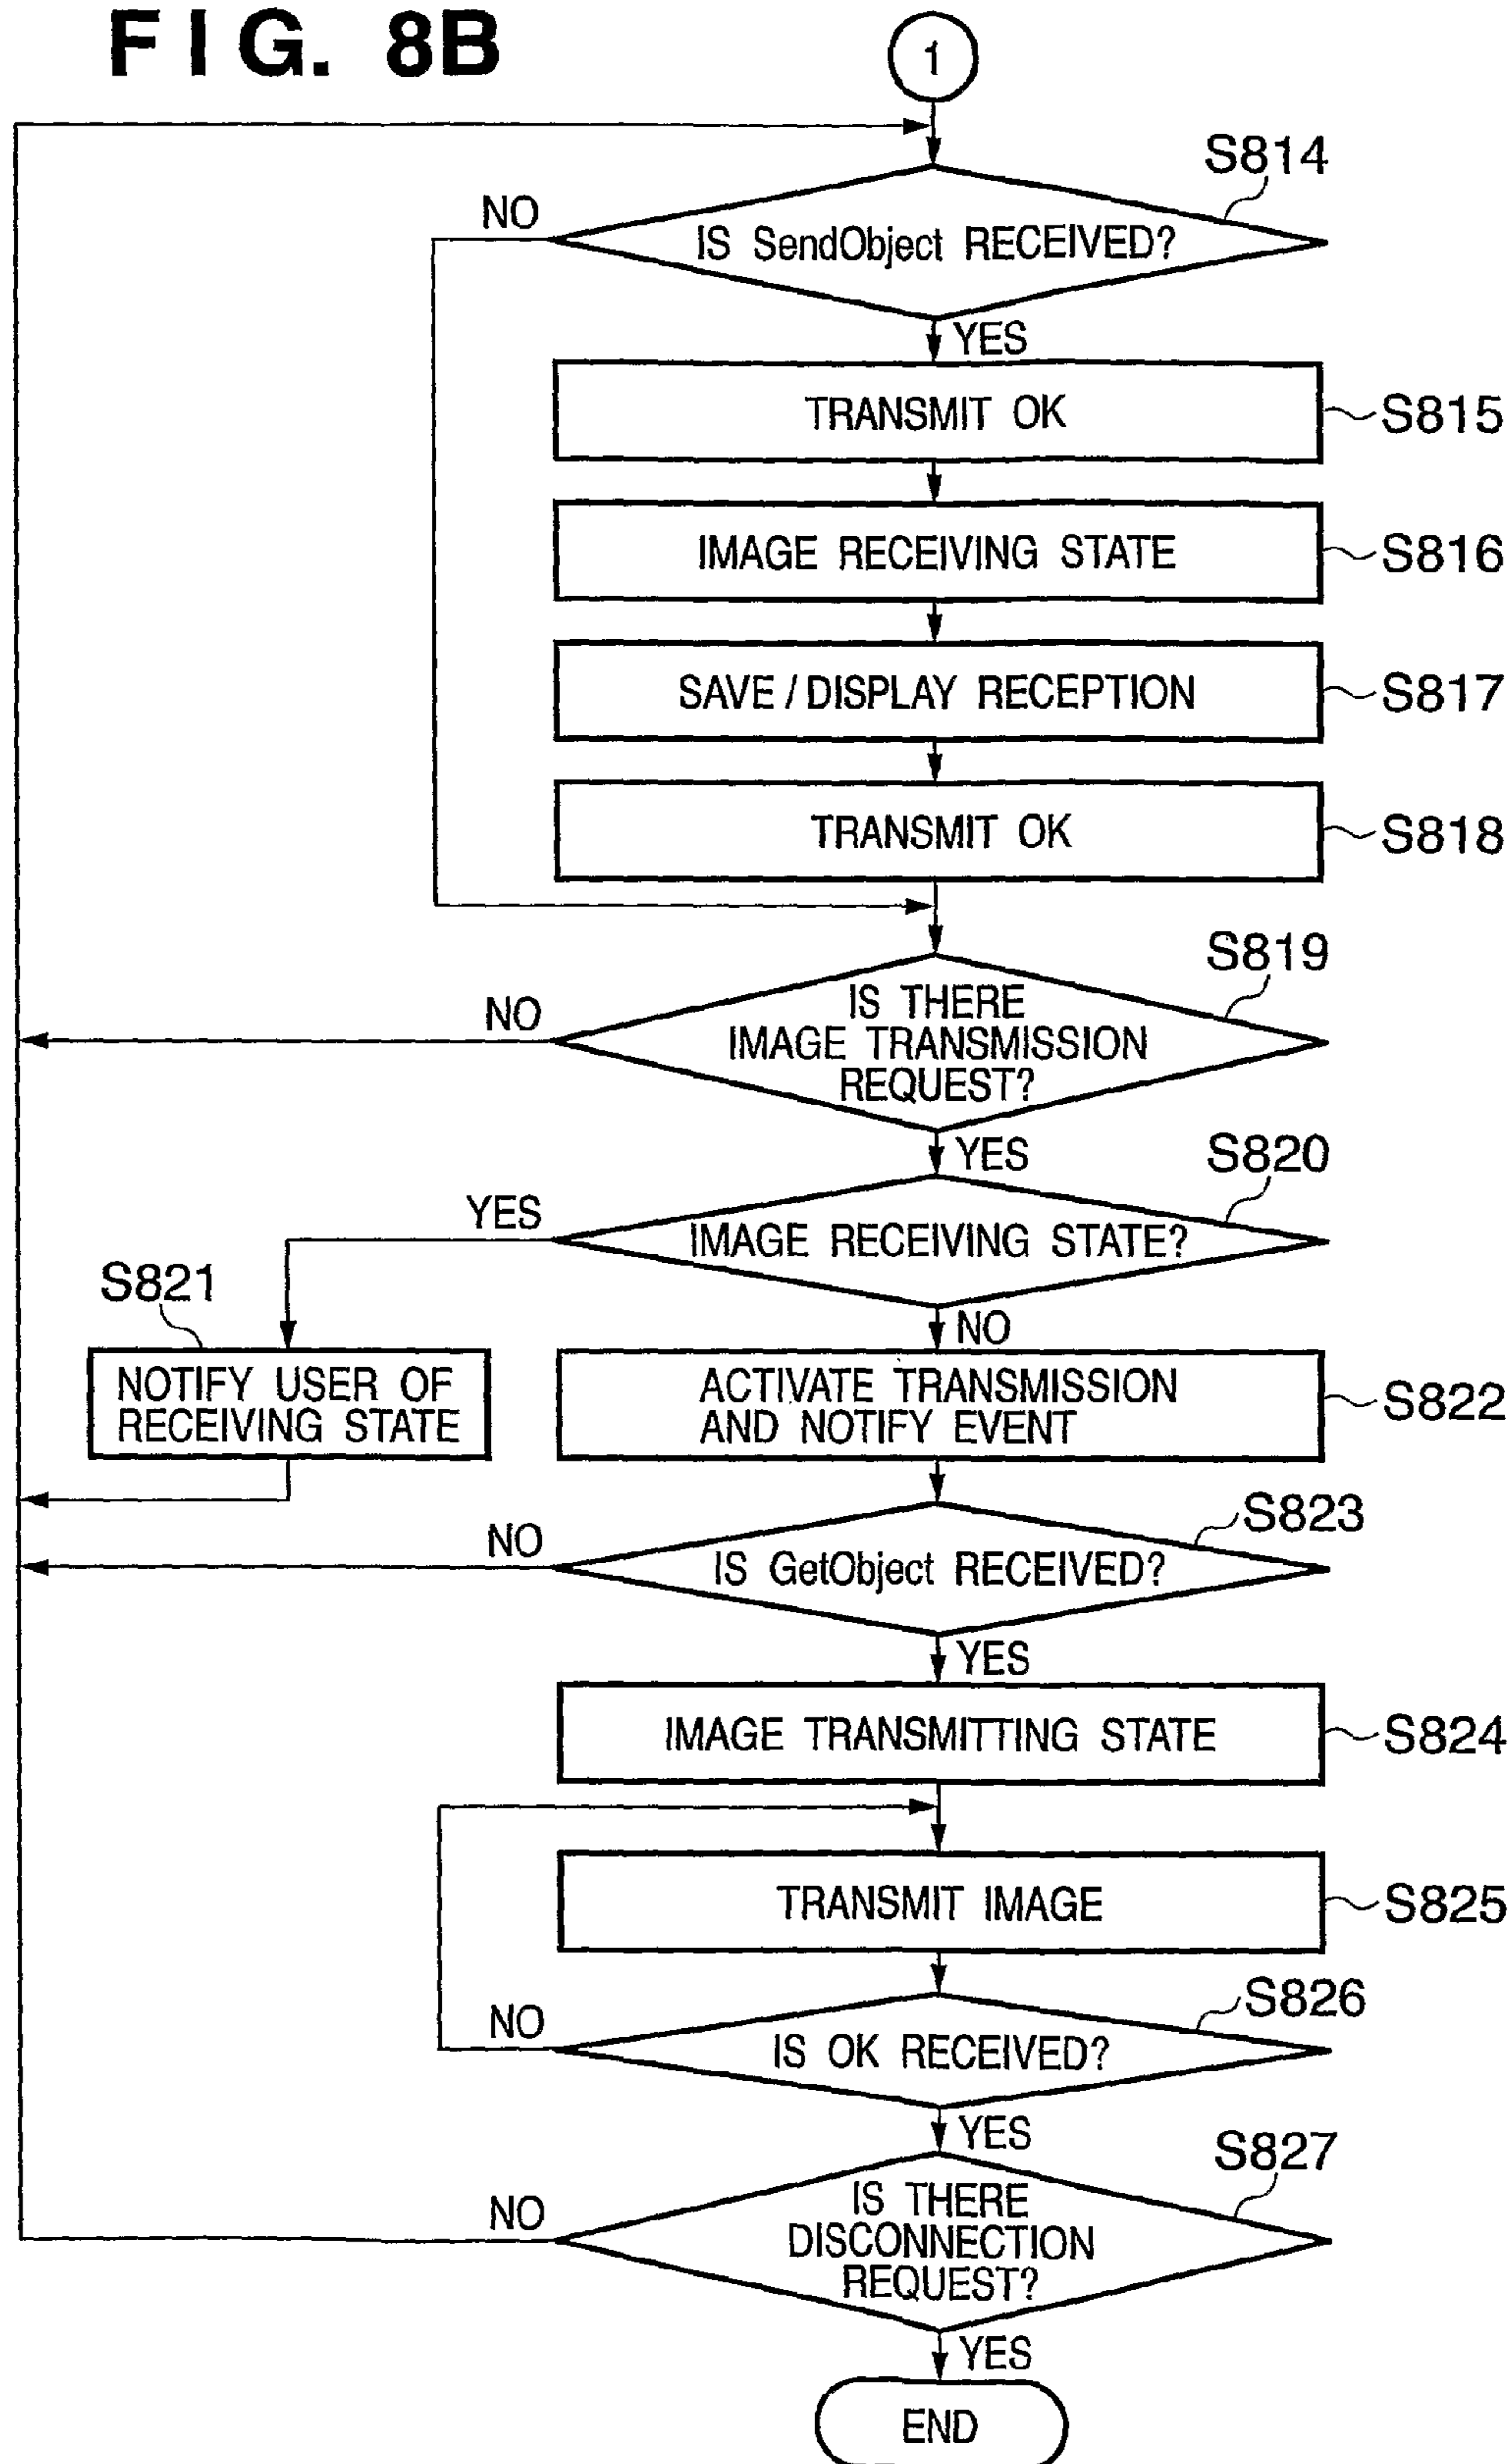 FIG. 8B
1
S814
NO
IS SendObject RECEIVED?
YES
TRANSMIT OK
S815
IMAGE RECEIVING STATE
S816
SAVE / DISPLAY RECEPTION
S817
TRANSMIT OK
S818
S819
NO
IS THERE
IMAGE TRANSMISSION
REQUEST?
YES
S820
YES
IMAGE RECEIVING STATE?
S821
NO
NOTIFY USER OF
RECEIVING STATE
ACTIVATE TRANSMISSION
AND NOTIFY EVENT
S822
S823
NO
IS GetObject RECEIVED?
YES
IMAGE TRANSMITTING STATE
S824
TRANSMIT IMAGE
S825
S826
NO
IS OK RECEIVED?
YES
S827
NO
IS THERE
DISCONNECTION
REQUEST?
YES
END